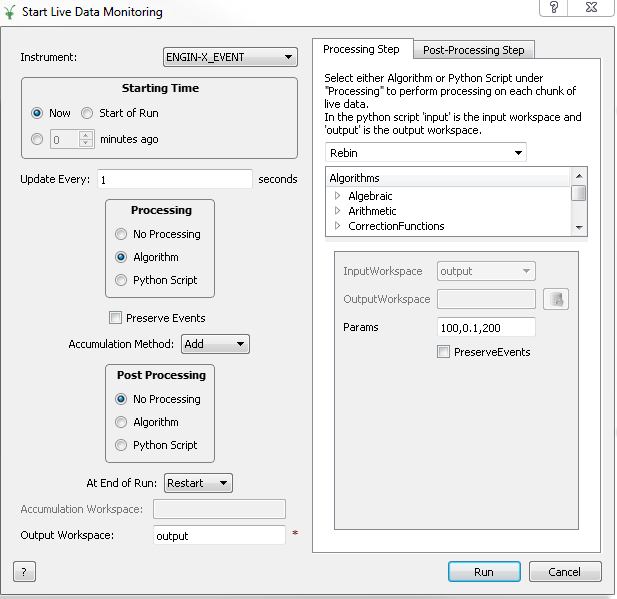 Start Live Data Monitoring
?
Instrument:
ENGIN-X_EVENT
Starting Time
Now
Start of Run
0
minutes ago
Update Every:
1
seconds
Processing
No Processing
Algorithm
Python Script
Preserve Events
Accumulation Method:
Add
Post Processing
No Processing
Algorithm
Python Script
At End of Run:
Restart
Accumulation Workspace:
Output Workspace:
output
*
Processing Step
Post-Processing Step
Select either Algorithm or Python Script under
"Processing" to perform processing on each chunk of
live data.
In the python script 'input' is the input workspace and
'output' is the output workspace.
Rebin
Algorithms
Algebraic
Arithmetic
CorrectionFunctions
InputWorkspace
output
OutputWorkspace
Params
100,0.1,200
PreserveEvents
?
Run
Cancel